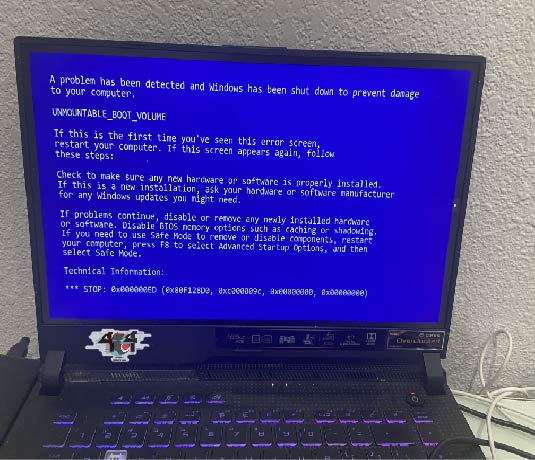 A problem has been detected and Windows has been shut down to prevent damage
to your computer.
UNMOUNTABLE_BOOT_VOLUME
If this is the first time you've seen this error screen,
restart your computer. If this screen appears again, follow
these steps:
Check to make sure any new hardware or software is properly installed.
If this is a new installation, ask your hardware or software manufacturer
for any Windows updates you might need.
If problems continue, disable or remove any newly installed hardware
or software. Disable BIOS memory options such as caching or shadowing.
If you need to use Safe Mode to remove or disable components, restart
your computer, press F8 to select Advanced Startup Options, and then
select Safe Mode.
Technical Information:
*** STOP: 0x000000ED (0x80F128D0, 0xc000009c, 0x00000000, 0x00000000)